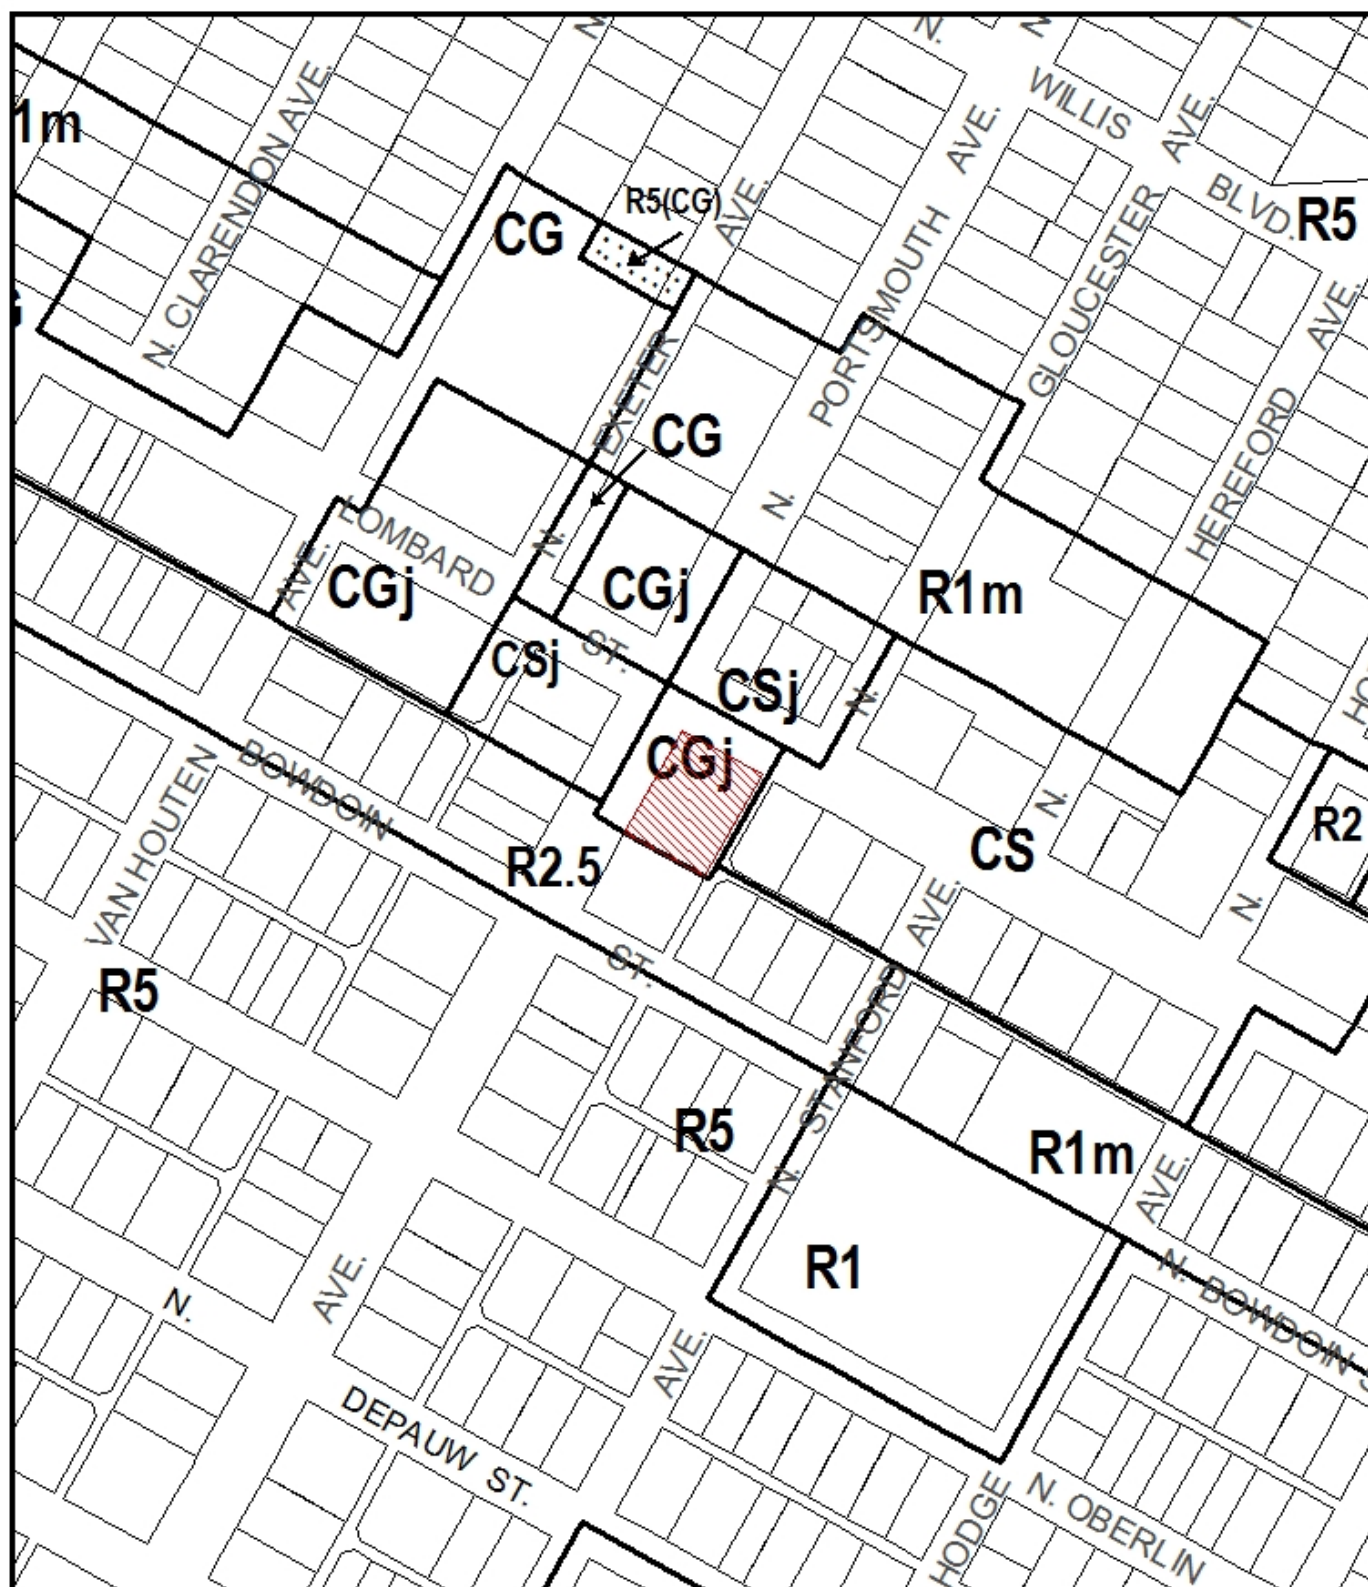 N.
N.
N.
WILLIS
AVE.
AVE.
1m
N. CLARENDON AVE.
R5(CG)
CG
AVE.
BLVD.
R5
PORTSMOUTH
GLOUCESTER
AVE.
EXETER
CG
HEREFORD
N.
N.
LOMBARD
AVE.
CGj
CGj
R1m
ST.
CSj
CSj
N.
CGj
BOWDOIN
N.
CS
R2
R2.5
VAN HOUTEN
AVE.
N.
ST.
R5
N. STANFORD
R5
R1m
AVE.
R1
N.
AVE.
AVE.
N. BOWDOIN
DEPAUW ST.
HODGE
N. OBERLIN